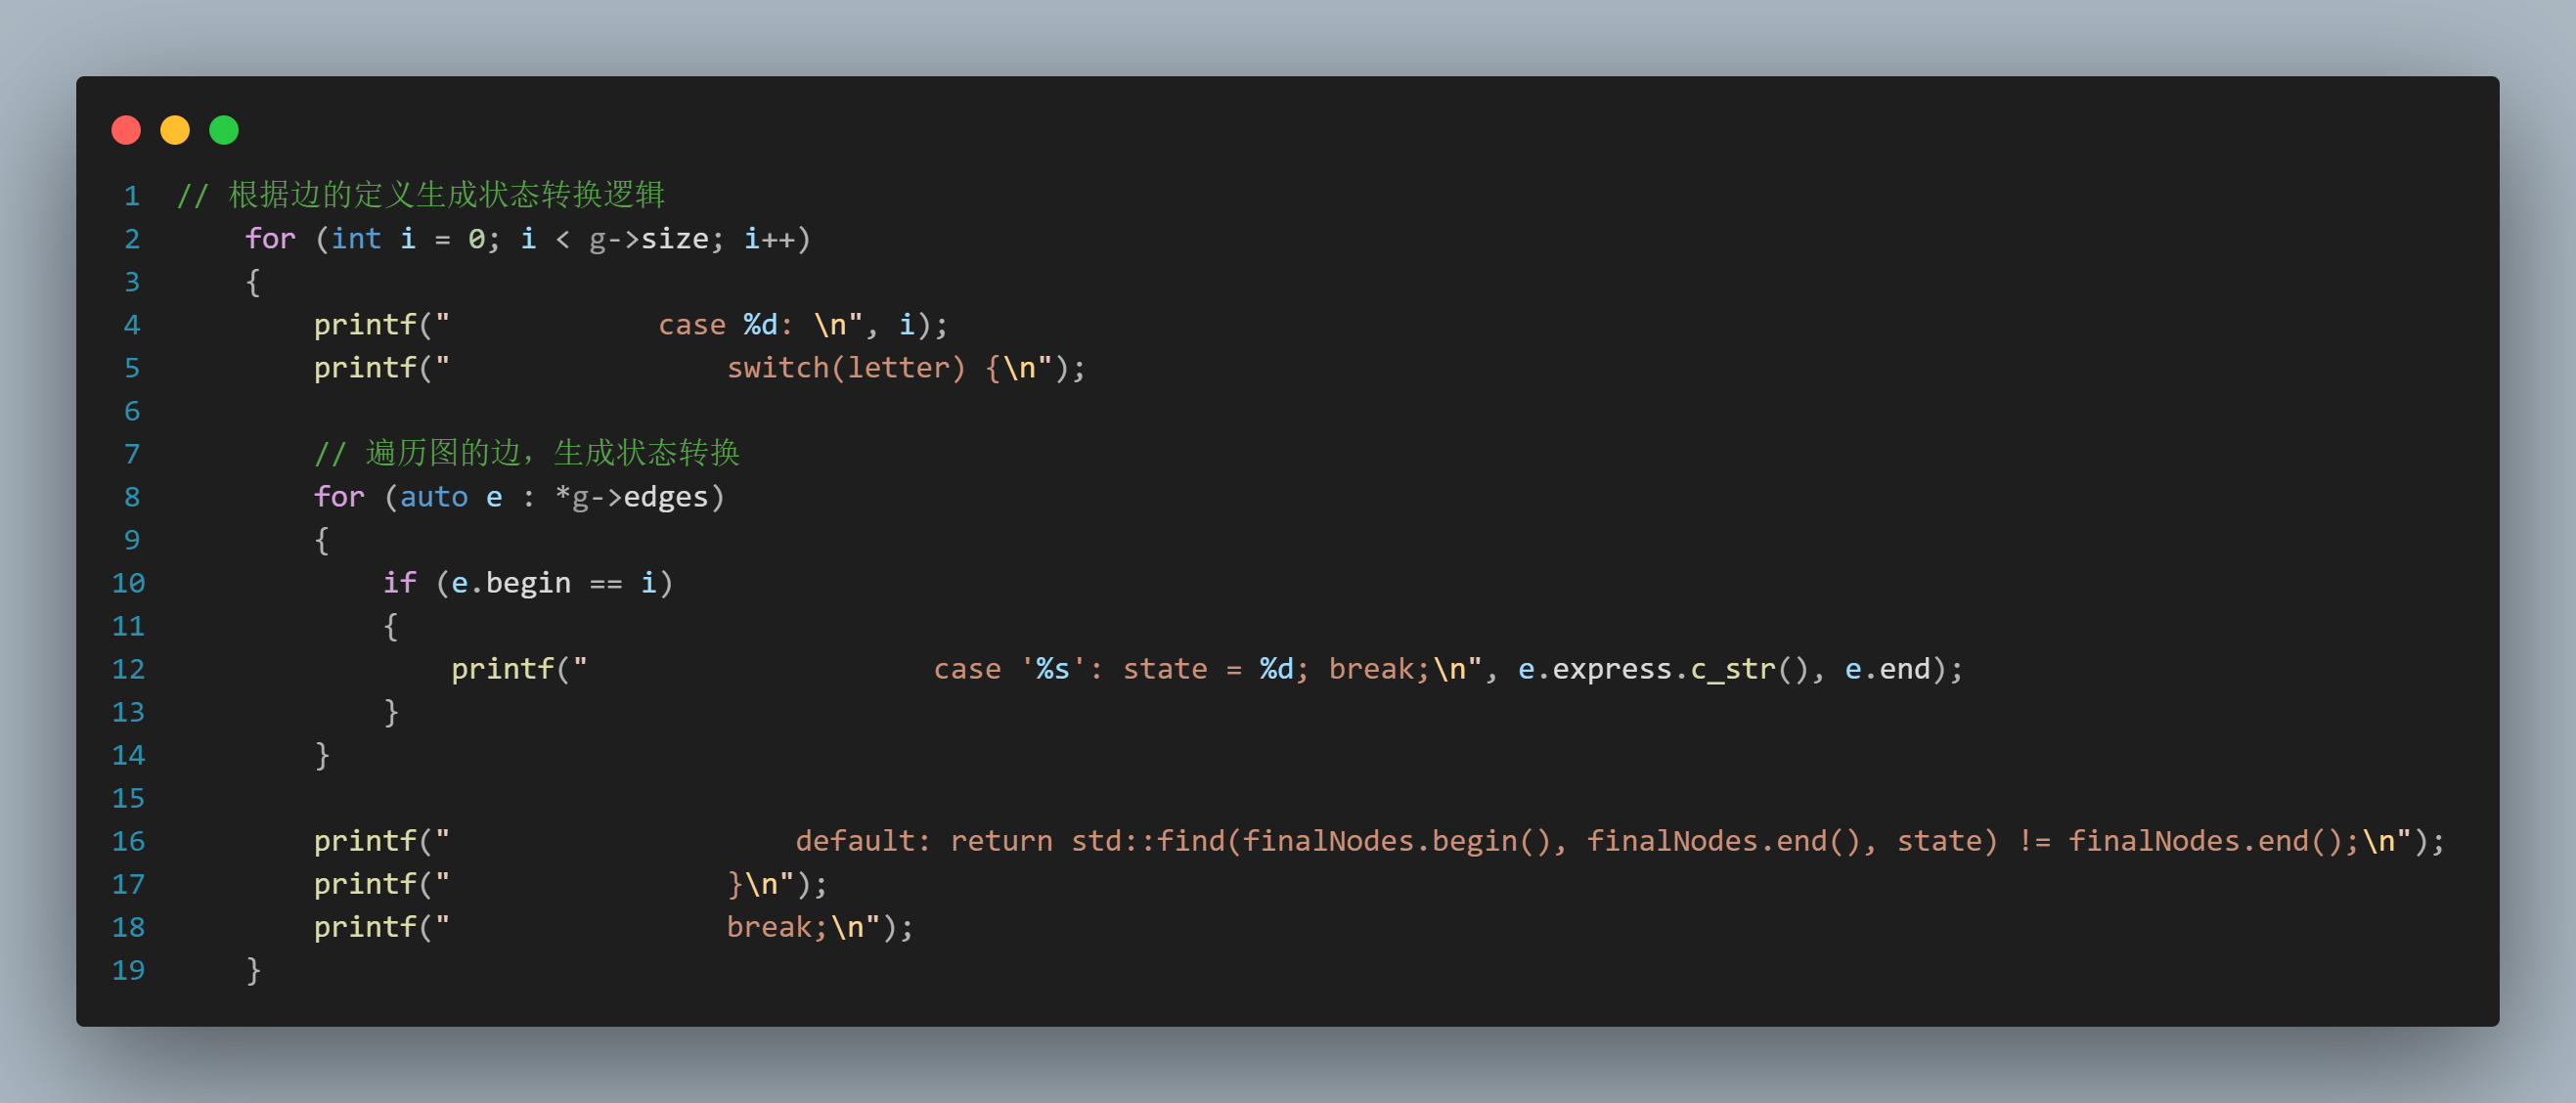 1 // 根据边的定义生成状态转换逻辑
2     for (int i = 0; i < g->size; i++)
3     {
4         printf("            case %d: \n", i);
5         printf("                switch(letter) {\n");
6
7         // 遍历图的边，生成状态转换
8         for (auto e : *g->edges)
9         {
10             if (e.begin == i)
11             {
12                 printf("                    case '%s': state = %d; break;\n", e.express.c_str(), e.end);
13             }
14         }
15
16         printf("                    default: return std::find(finalNodes.begin(), finalNodes.end(), state) != finalNodes.end();\n");
17         printf("                }\n");
18         printf("                break;\n");
19     }